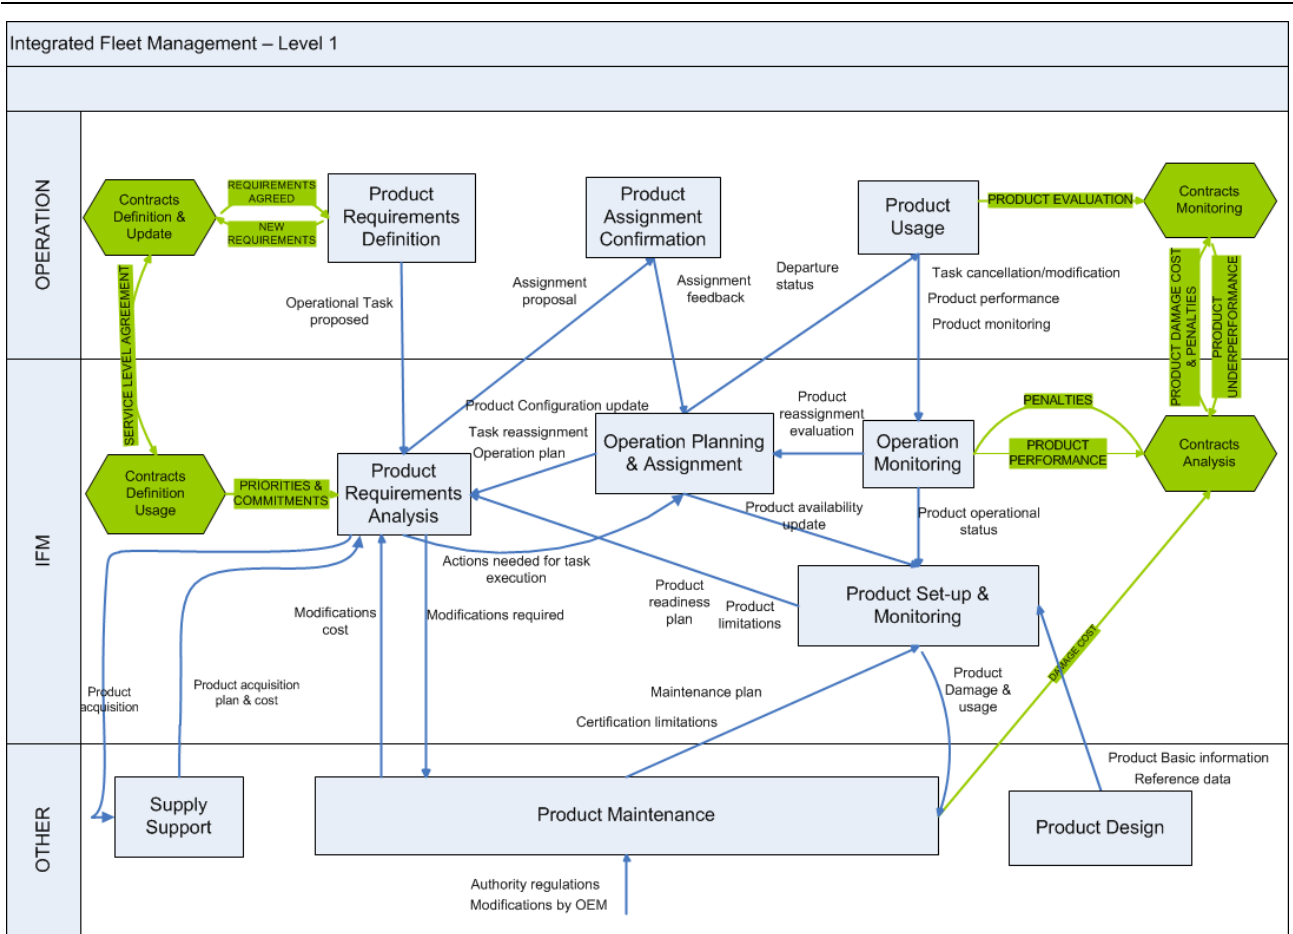 Integrated Fleet Management – Level 1
OPERATION
Contracts
Definition &
Update
REQUIREMENTS
AGREED
NEW
REQUIREMENTS
Product
Requirements
Definition
Product
Assignment
Confirmation
Product
Usage
PRODUCT EVALUATION
Contracts
Monitoring
SERVICE LEVEL AGREEMENT
Operational Task
proposed
Assignment
proposal
Assignment
feedback
Departure
status
Task cancellation/modification
Product performance
Product monitoring
PRODUCT DAMAGE COST
& PENALTIES
PRODUCT
UNDERPERFORMANCE
IFM
Contracts
Definition
Usage
PRIORITIES &
COMMITMENTS
Product Configuration update
Task reassignment
Operation plan
Product
Requirements
Analysis
Operation Planning
& Assignment
Product
reassignment
evaluation
Operation
Monitoring
PENALTIES
PRODUCT
PERFORMANCE
Contracts
Analysis
Product availability
update
Product operational
status
Actions needed for task
execution
Modifications
cost
Modifications required
Product
readiness
plan
Product
limitations
Product Set-up &
Monitoring
DAMAGE COST
Product
acquisition
Product acquisition
plan & cost
Maintenance plan
Certification limitations
Product
Damage &
usage
OTHER
Supply
Support
Product Maintenance
Product Basic information
Reference data
Product Design
Authority regulations
Modifications by OEM